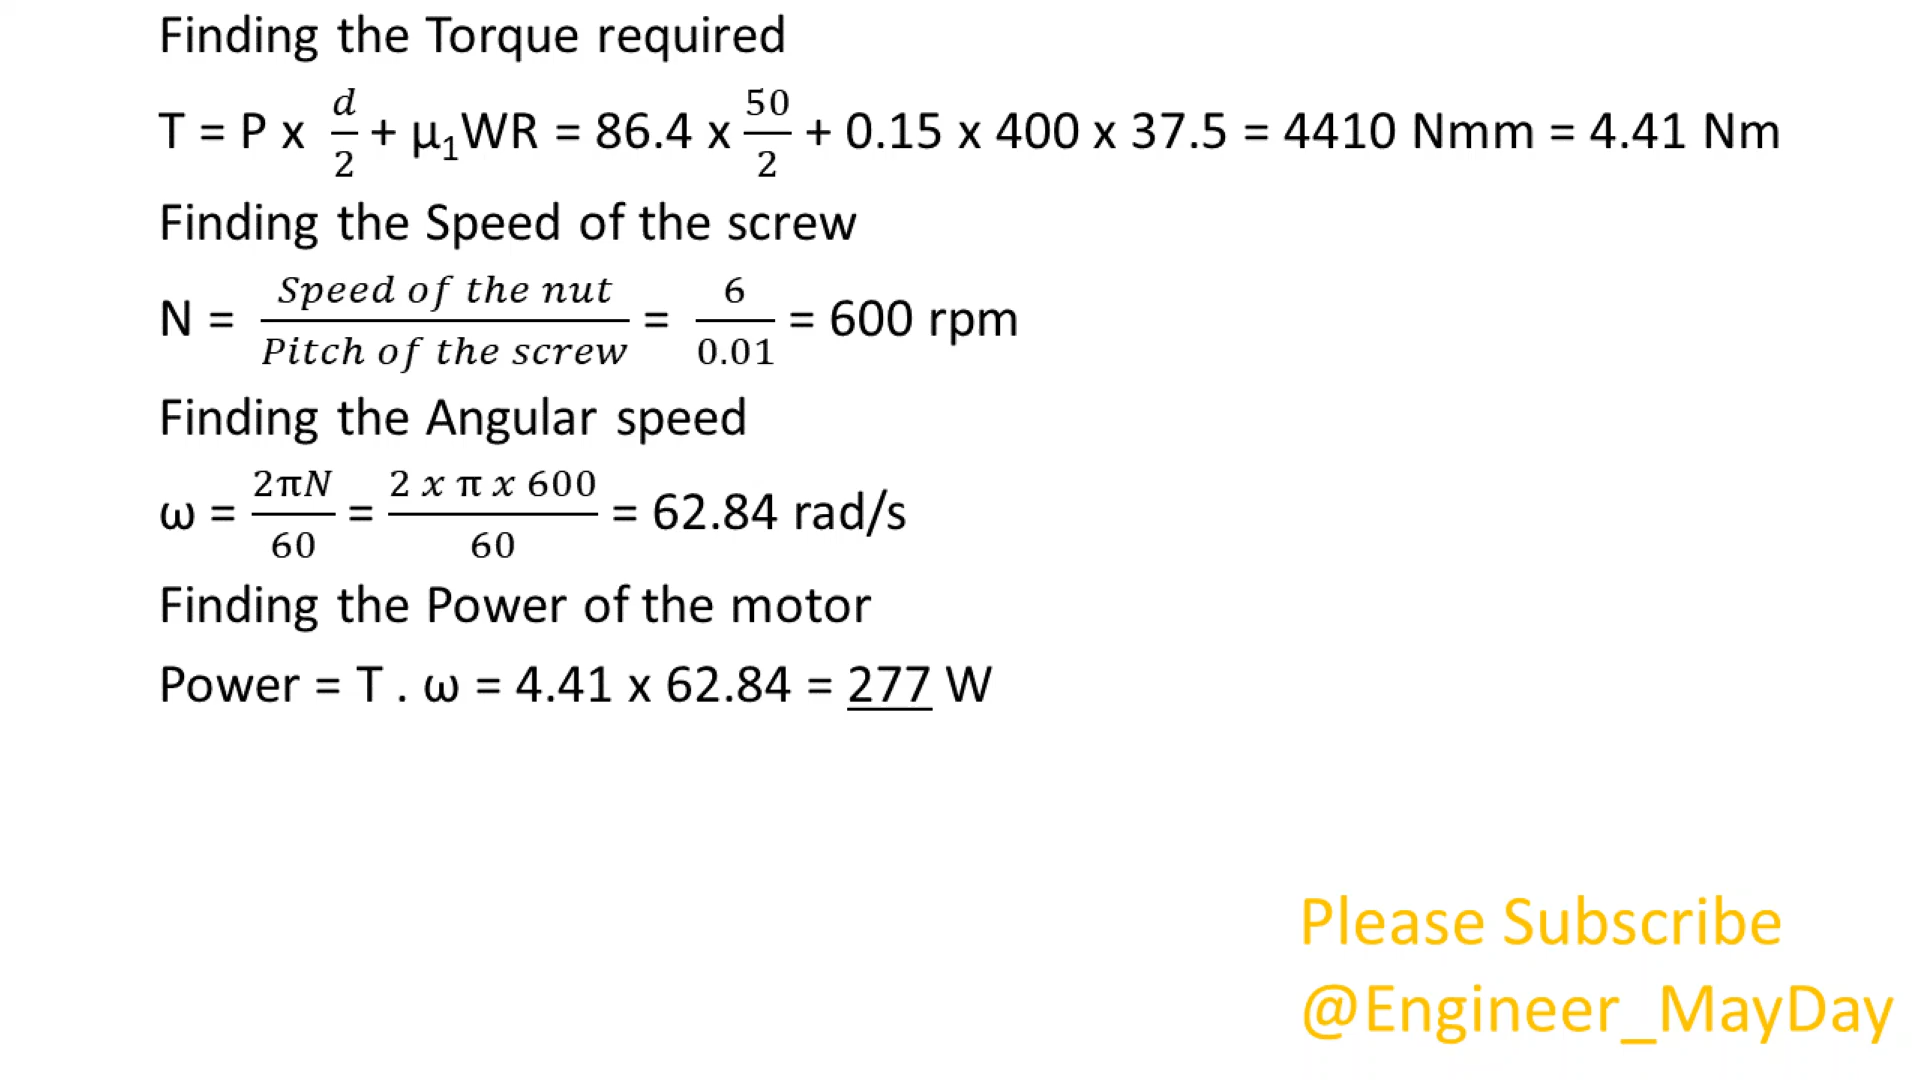 Finding the Torque required
T = P x d/2 + μ₁WR = 86.4 x 50/2 + 0.15 x 400 x 37.5 = 4410 Nmm = 4.41 Nm
Finding the Speed of the screw
N = Speed of the nut/Pitch of the screw = 6/0.01 = 600 rpm
Finding the Angular speed
ω = 2πN/60 = 2 x π x 600/60 = 62.84 rad/s
Finding the Power of the motor
Power = T . ω = 4.41 x 62.84 = 277 W
Please Subscribe
@Engineer_MayDay